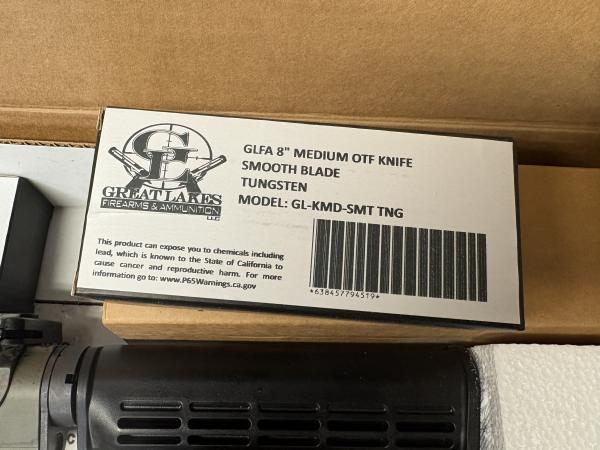 GREAT LAKES
FIREARMS & AMMUNITION
LLC
GLFA 8" MEDIUM OTF KNIFE
SMOOTH BLADE
TUNGSTEN
MODEL: GL-KMD-SMT TNG
This product can expose you to chemicals including
lead, which is known to the State of California to
cause cancer and reproductive harm. For more
information go to: www.P65Warnings.ca.gov
*638457794519*
C